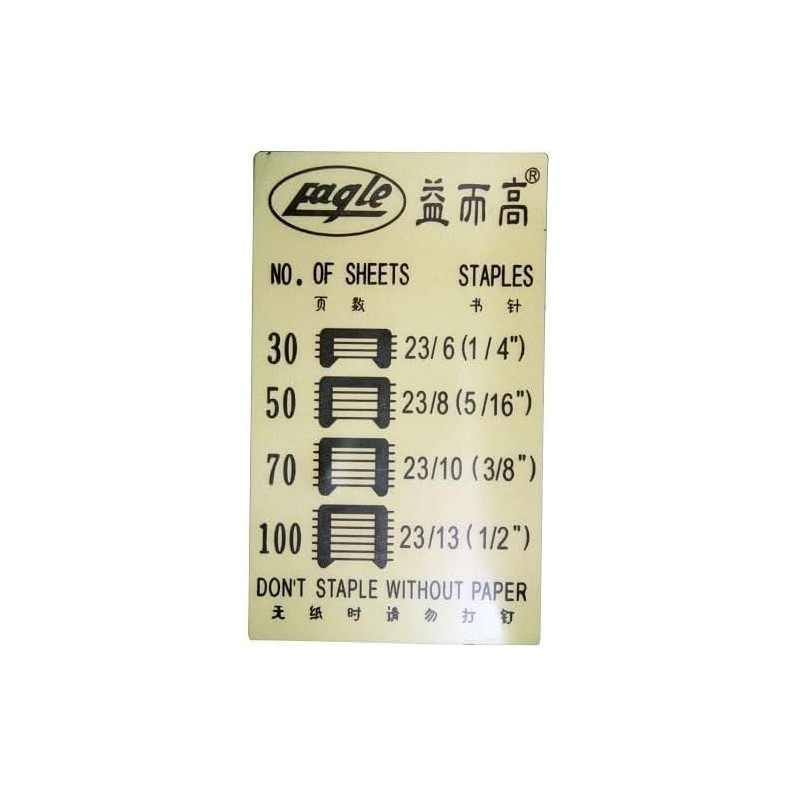 Eagle 益而高®
NO. OF SHEETS STAPLES
页数 书针
30 23/6 (1/4")
50 23/8 (5/16")
70 23/10 (3/8")
100 23/13 (1/2")
DON'T STAPLE WITHOUT PAPER
无纸时请勿打钉